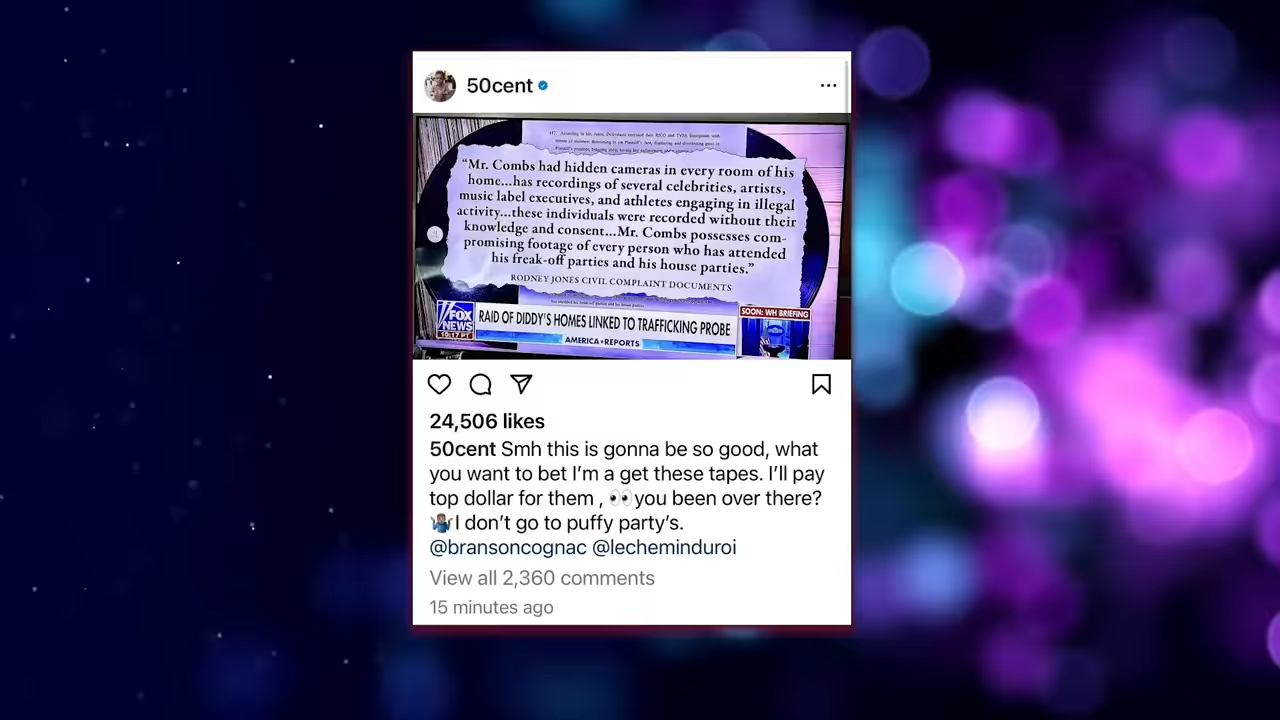 50cent
"Mr. Combs had hidden cameras in every room of his
home...has recordings of several celebrities, artists,
music label executives, and athletes engaging in illegal
activity...these individuals were recorded without their
knowledge and consent...Mr. Combs possesses com-
promising footage of every person who has attended
his freak-off parties and his house parties."
RODNEY JONES CIVIL COMPLAINT DOCUMENTS
FOX
NEWS
10:17 PT
RAID OF DIDDY'S HOMES LINKED TO TRAFFICKING PROBE
AMERICA REPORTS
SOON: WH BRIEFING
24,506 likes
50cent Smh this is gonna be so good, what
you want to bet I’m a get these tapes. I’ll pay
top dollar for them , 👀you been over there?
🤷🏽‍♂️I don’t go to puffy party’s.
@bransoncognac @lecheminduroi
View all 2,360 comments
15 minutes ago